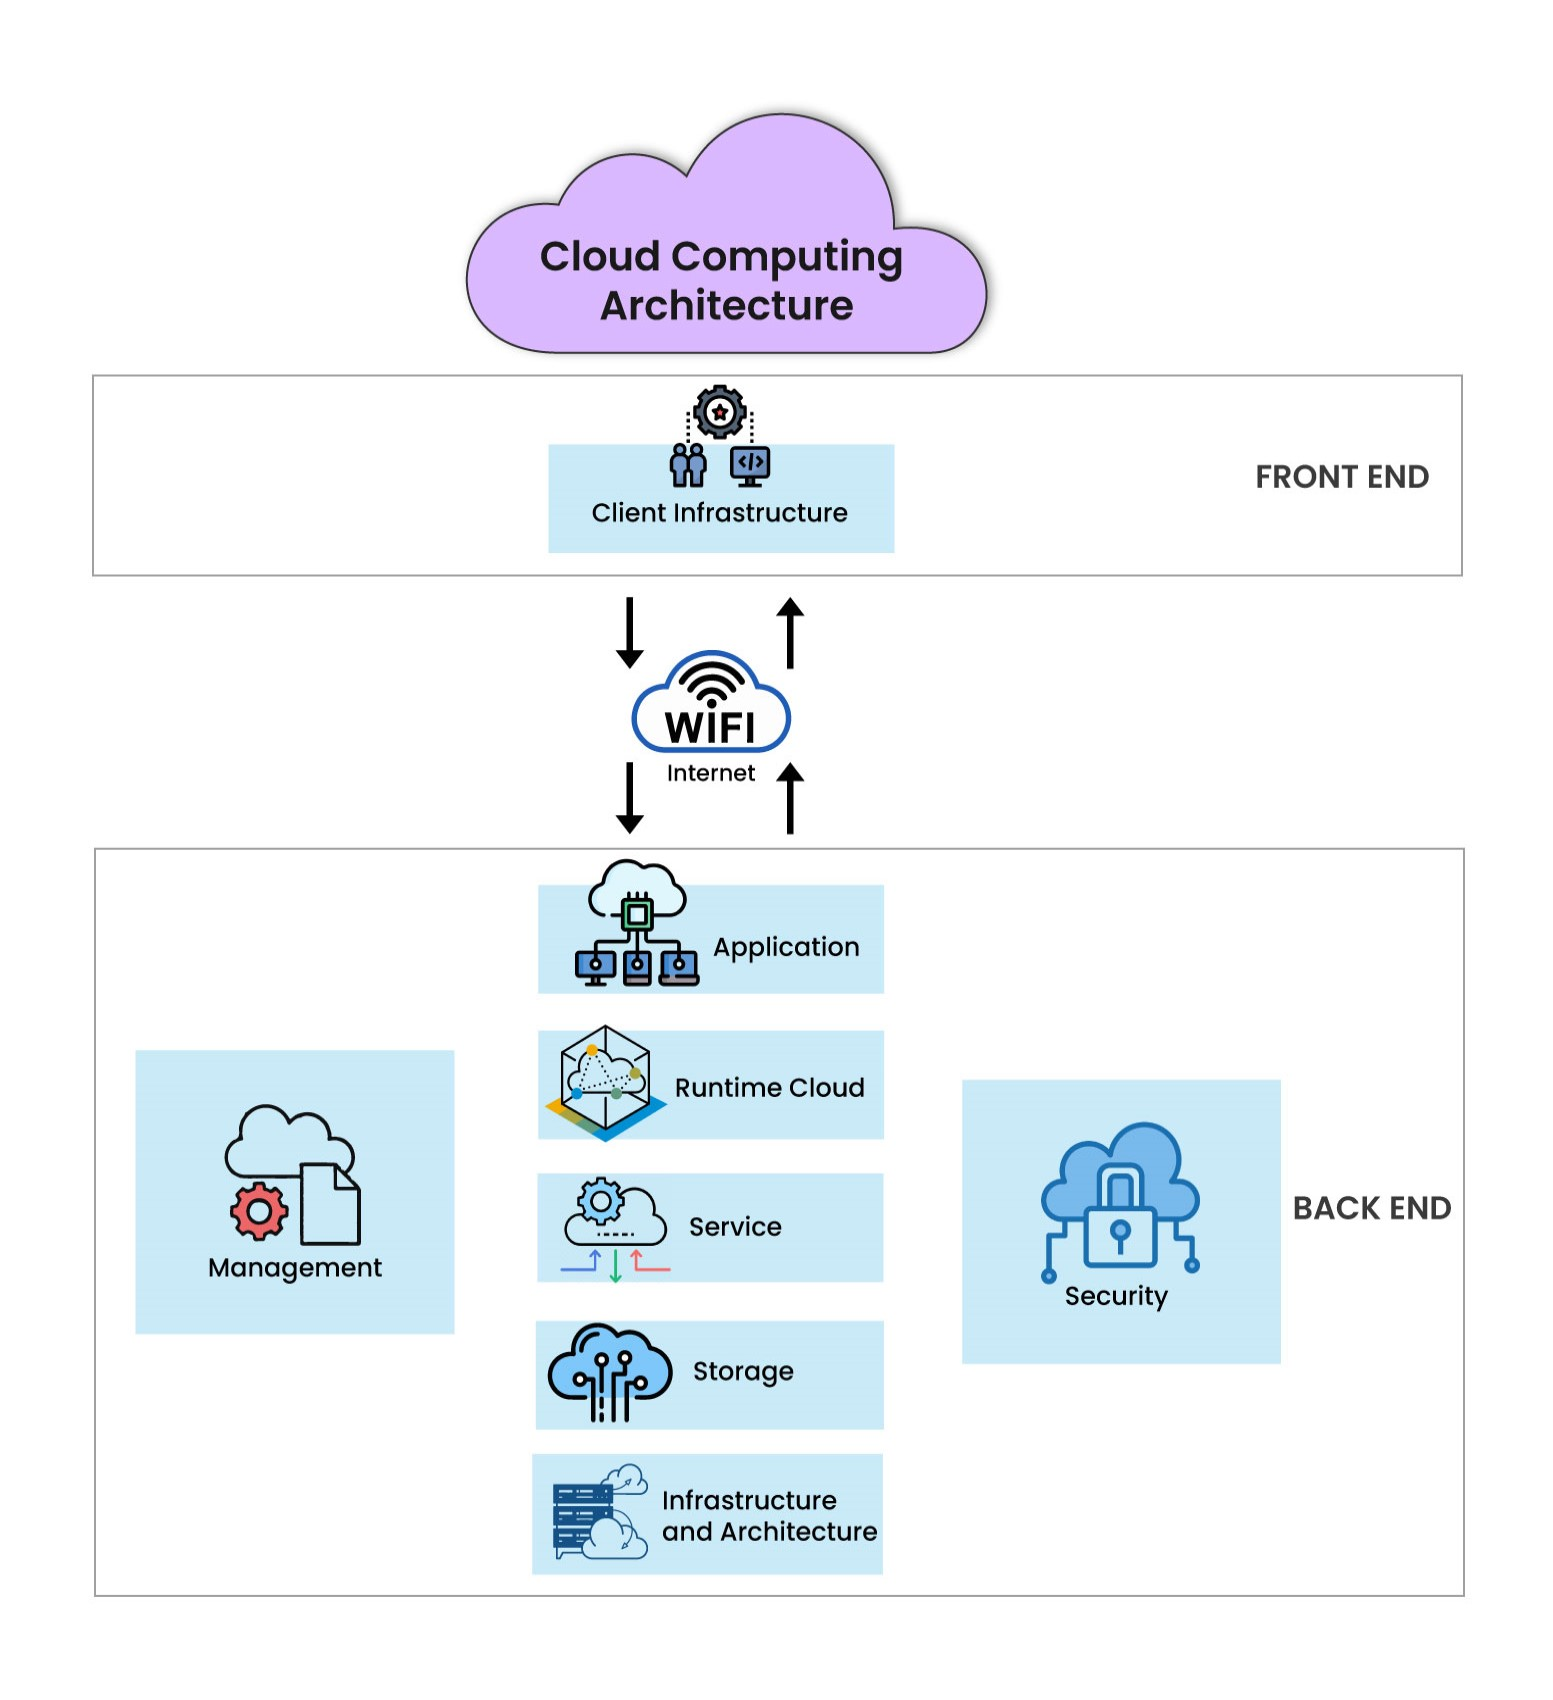 Cloud Computing
Architecture
Client Infrastructure
FRONT END
WiFI
Internet
Application
Runtime Cloud
Service
Storage
Infrastructure
and Architecture
Management
Security
BACK END